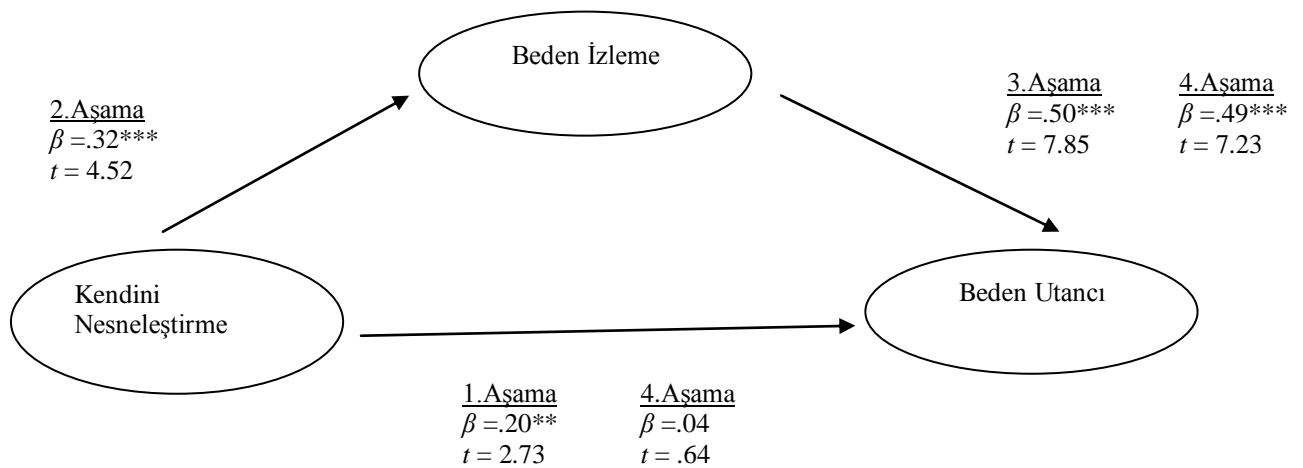 Beden İzleme
2.Aşama
β =.32***
t = 4.52
3.Aşama
β =.50***
t = 7.85
4.Aşama
β =.49***
t = 7.23
Kendini
Nesneleştirme
Beden Utancı
1.Aşama
β =.20**
t = 2.73
4.Aşama
β =.04
t = .64